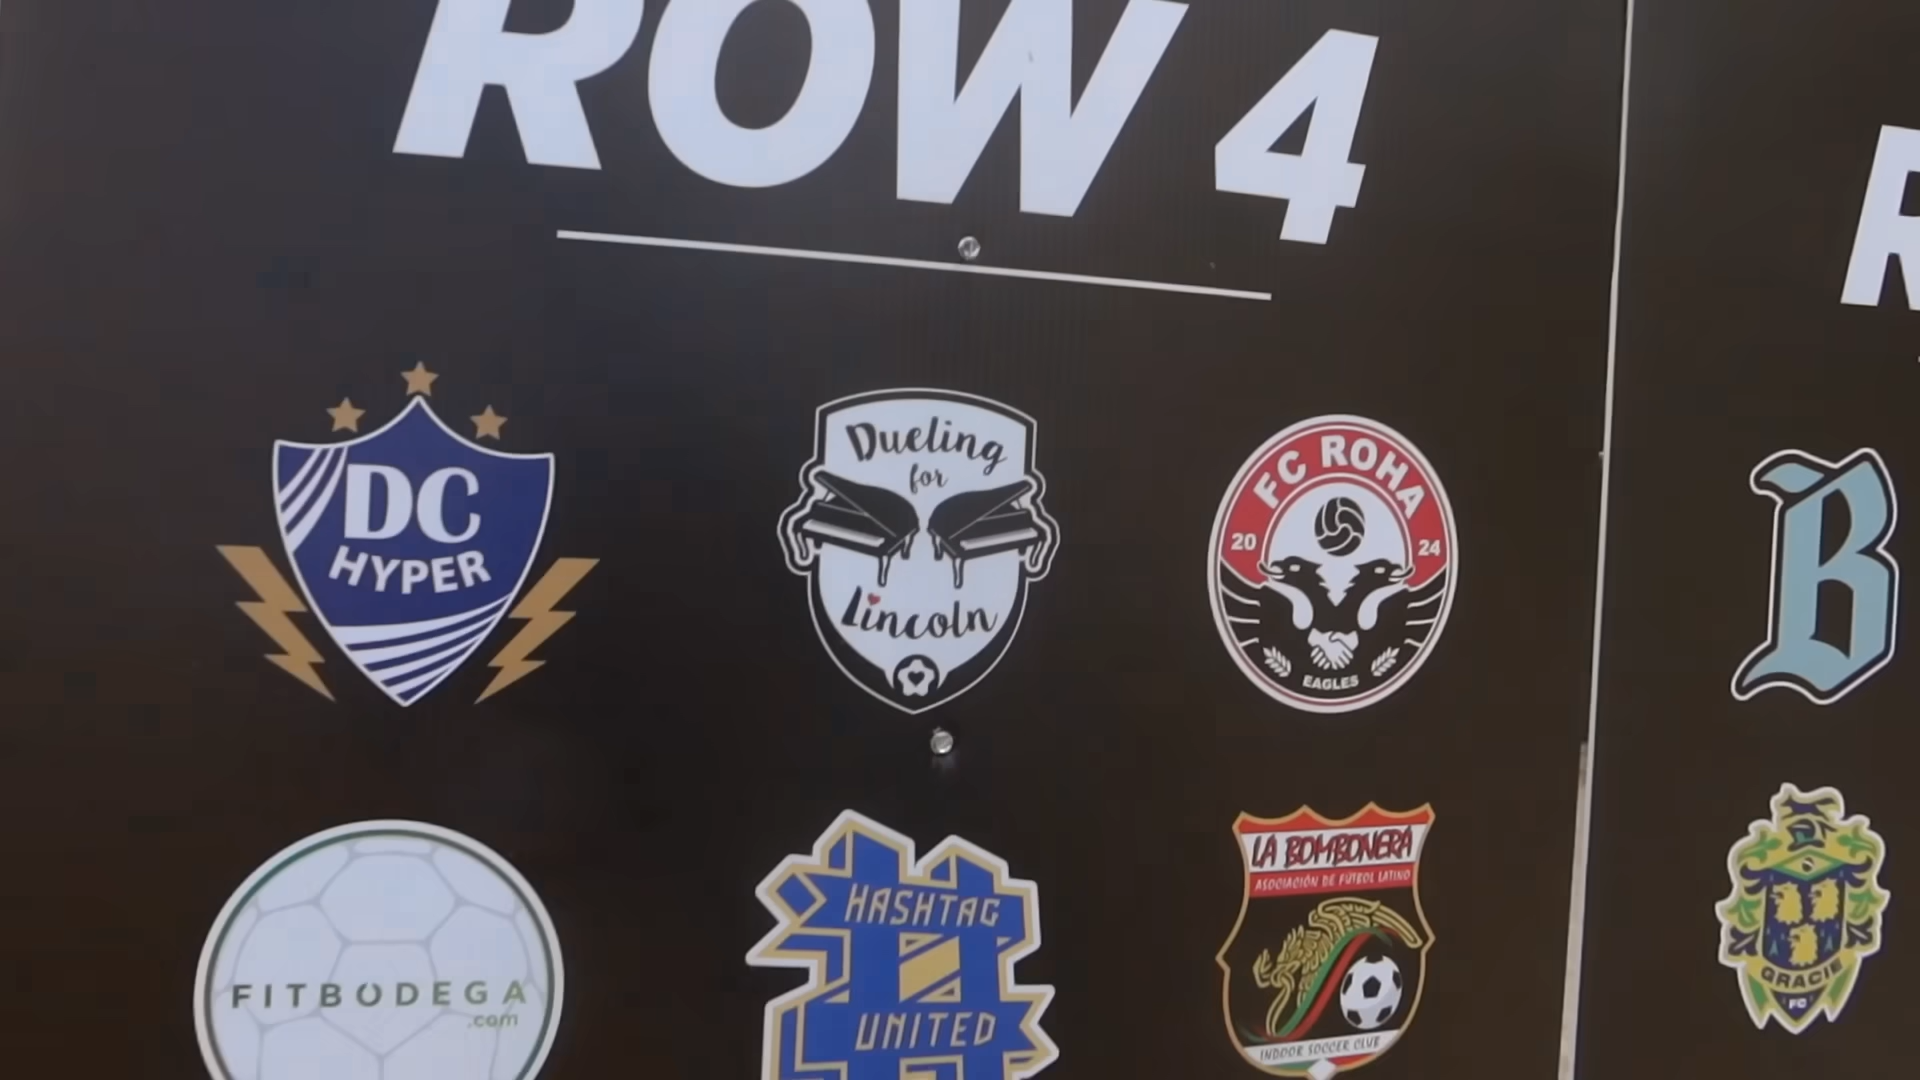 ROW 4
R
DC
HYPER
Dueling
for
Lincoln
FC ROHA
20 24
EAGLES
B
FITBODEGA
.com
HASHTAG
UNITED
LA BOMBONERA
ASOCIACIÓN DE FÚTBOL LATINO
INDOOR SOCCER CLUB
GRACIE
FC